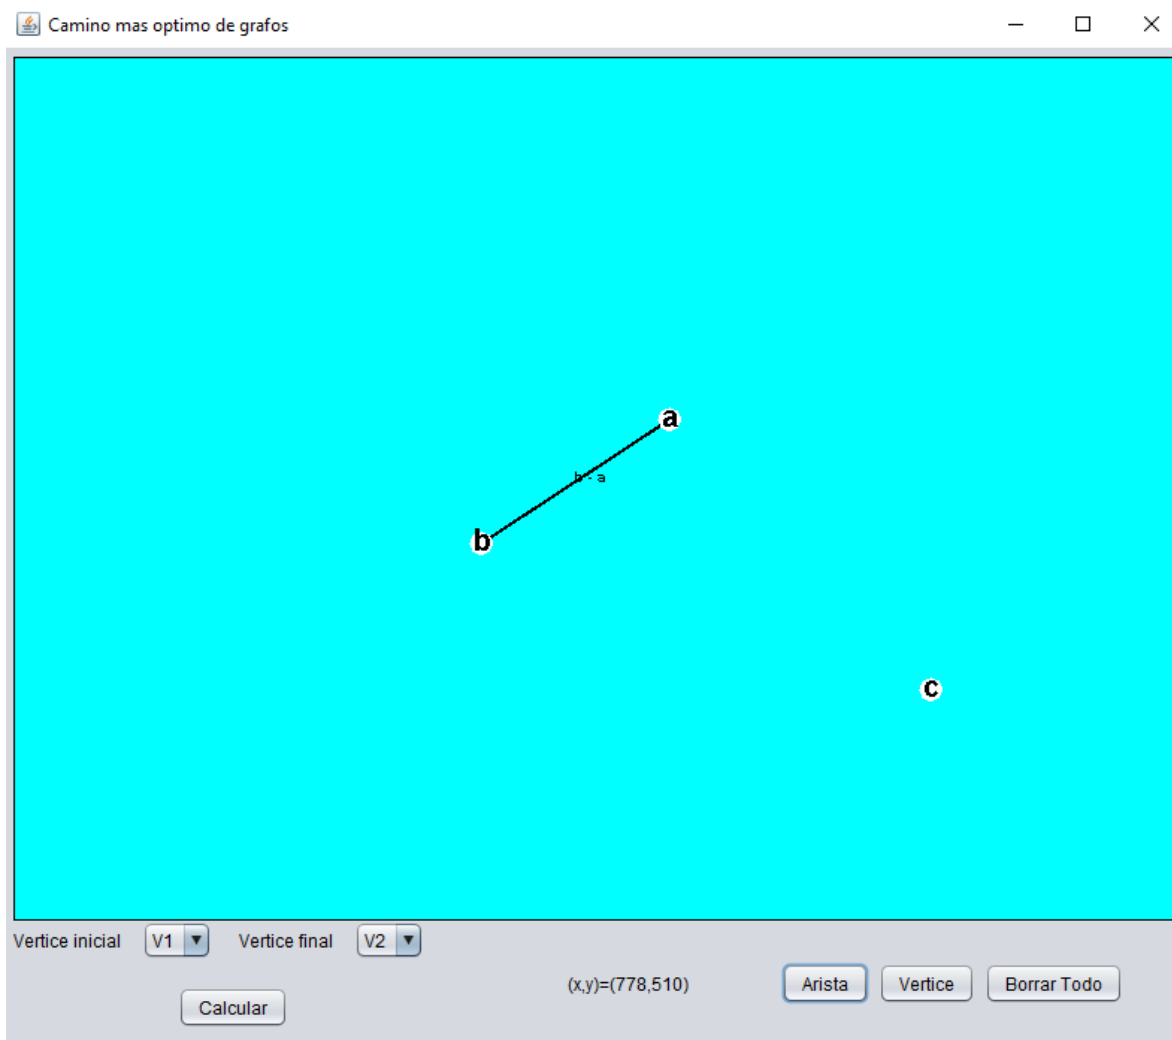 Camino mas optimo de grafos
a
b - a
b
c
Vertice inicial V1 Vertice final V2
(x,y)=(778,510) Arista Vertice Borrar Todo
Calcular